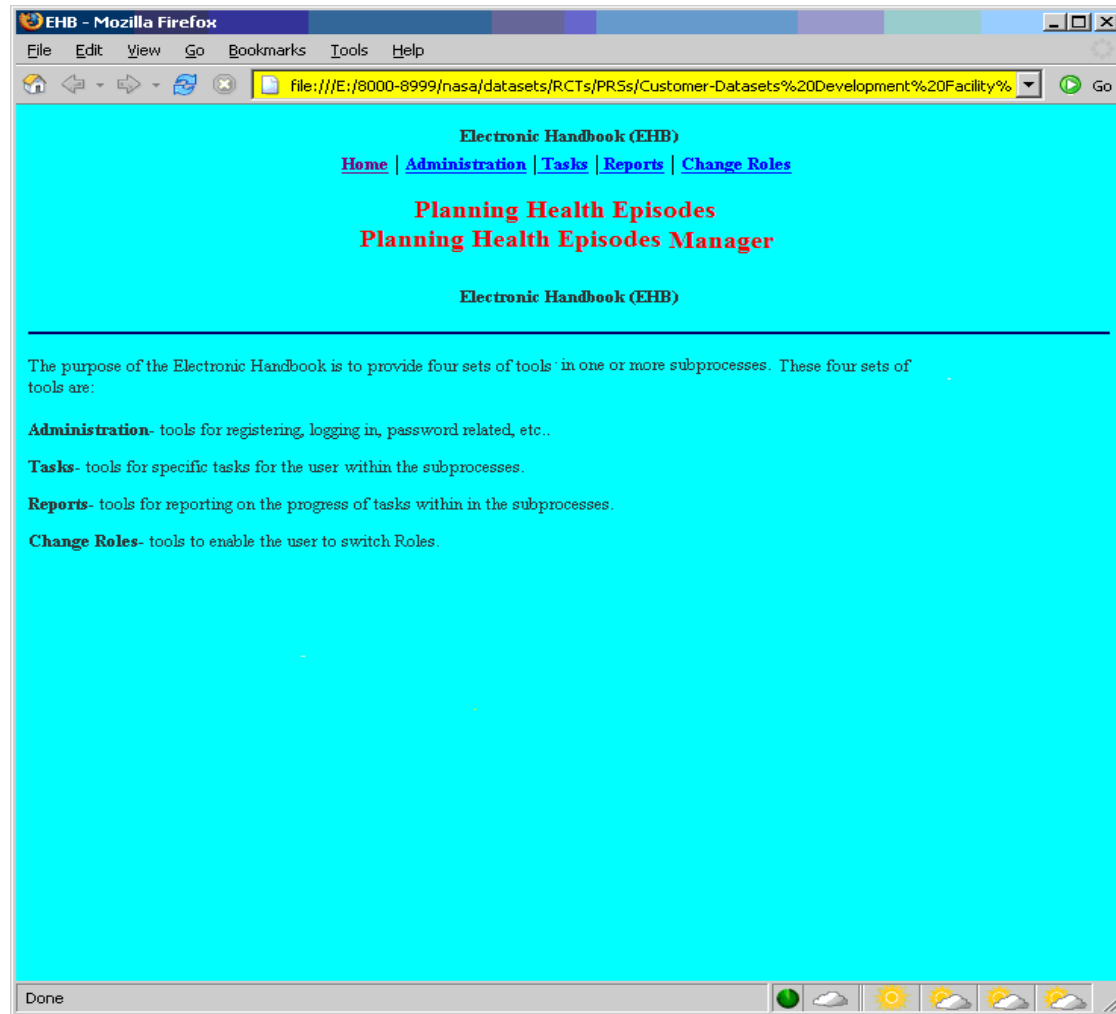 EHB - Mozilla Firefox
File Edit View Go Bookmarks Tools Help
file:///E:/8000-8999/nasa/datasets/RCTs/PRSs/Customer-Datasets%20Development%20Facility% Go
Electronic Handbook (EHB)
Home | Administration | Tasks | Reports | Change Roles
Planning Health Episodes
Planning Health Episodes Manager
Electronic Handbook (EHB)
The purpose of the Electronic Handbook is to provide four sets of tools in one or more subprocesses. These four sets of
tools are:
Administration- tools for registering, logging in, password related, etc..
Tasks- tools for specific tasks for the user within the subprocesses.
Reports- tools for reporting on the progress of tasks within in the subprocesses.
Change Roles- tools to enable the user to switch Roles.
Done